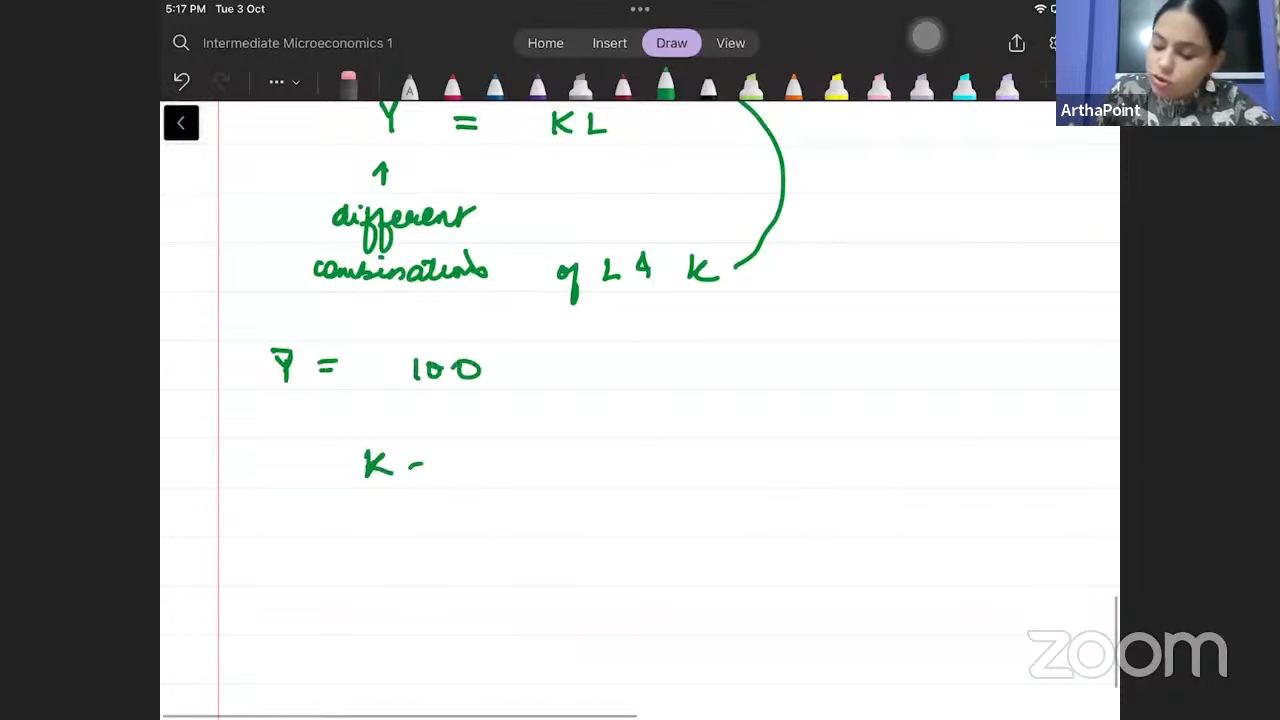 5:17 PM Tue 3 Oct
Intermediate Microeconomics 1
Home Insert Draw View
A
ArthaPoint
Y = K L
↑
different
combinations of L & K
Ȳ = 100
K -
zoom